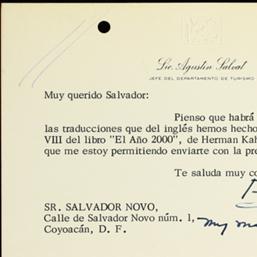 Lic. Agustín Salvat
JEFE DEL DEPARTAMENTO DE TURISMO
Muy querido Salvador:
Pienso que habrá
las traducciones que del inglés hemos hecho
VIII del libro "El Año 2000", de Herman Kah
que me estoy permitiendo enviarte con la pre
Te saluda muy co
SR. SALVADOR NOVO,
Calle de Salvador Novo núm. 1,
Coyoacán, D. F.